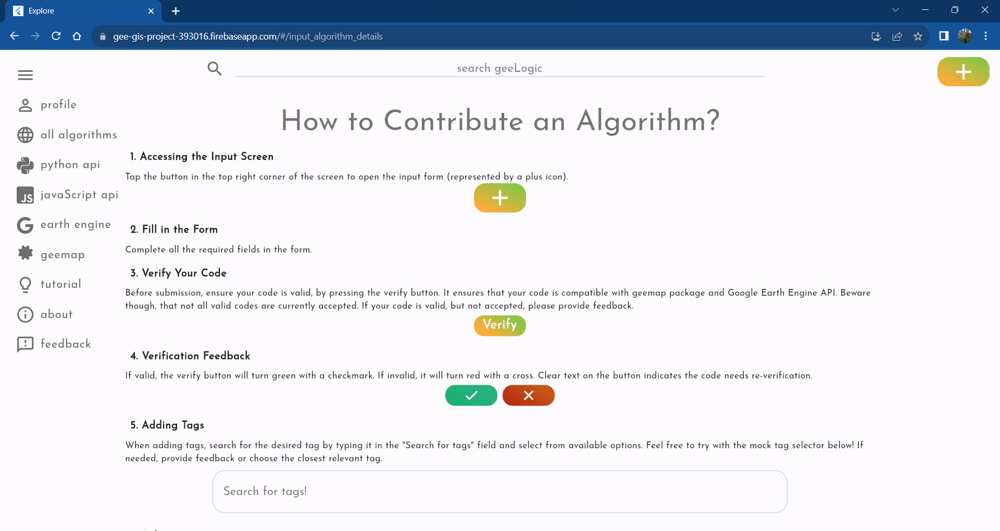 Explore
gee-gis-project-393016.firebaseapp.com/#/input_algorithm_details
search geeLogic
profile
all algorithms
python api
JS
javaScript api
earth engine
geemap
tutorial
about
feedback
How to Contribute an Algorithm?
1. Accessing the Input Screen
Tap the button in the top right corner of the screen to open the input form (represented by a plus icon).
2. Fill in the Form
Complete all the required fields in the form.
3. Verify Your Code
Before submission, ensure your code is valid, by pressing the verify button. It ensures that your code is compatible with geemap package and Google Earth Engine API. Beware
though, that not all valid codes are currently accepted. If your code is valid, but not accepted, please provide feedback.
Verify
4. Verification Feedback
If valid, the verify button will turn green with a checkmark. If invalid, it will turn red with a cross. Clear text on the button indicates the code needs re-verification.
5. Adding Tags
When adding tags, search for the desired tag by typing it in the "Search for tags" field and select from available options. Feel free to try with the mock tag selector below! If
needed, provide feedback or choose the closest relevant tag.
Search for tags!